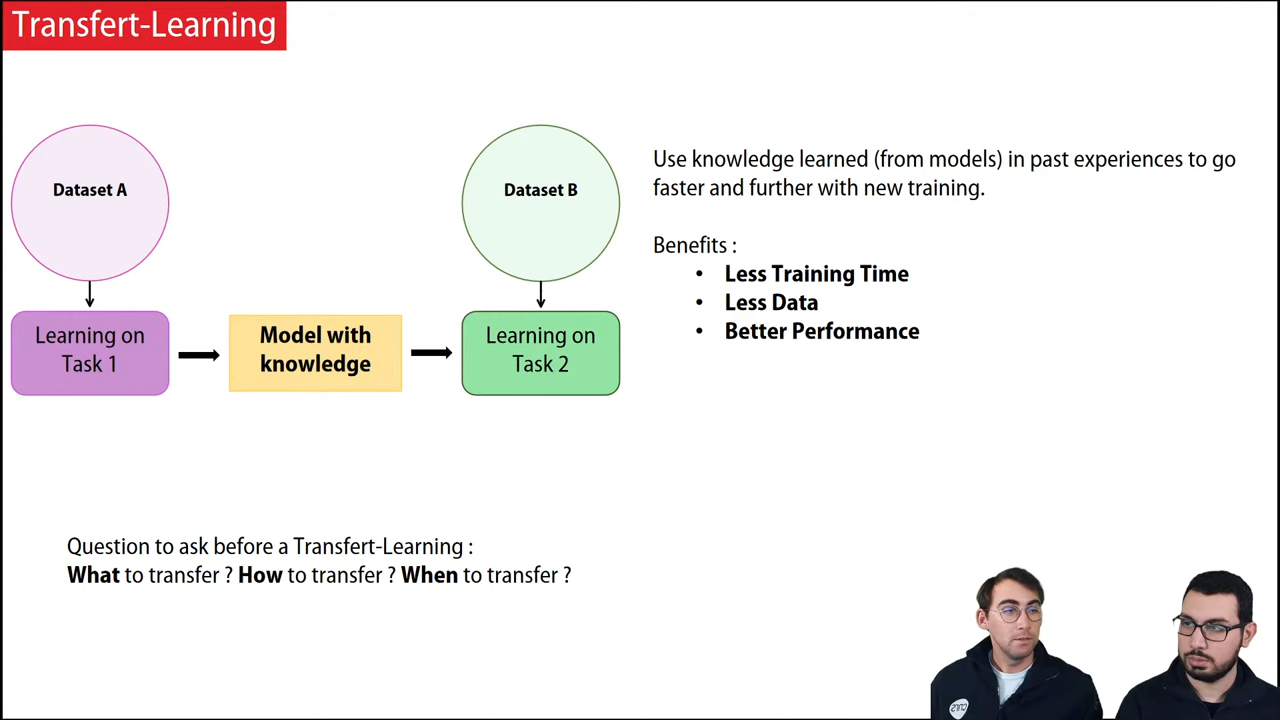 Transfert-Learning
Dataset A
Dataset B
Learning on
Task 1
Model with
knowledge
Learning on
Task 2
Use knowledge learned (from models) in past experiences to go
faster and further with new training.
Benefits :
• Less Training Time
• Less Data
• Better Performance
Question to ask before a Transfert-Learning :
What to transfer ? How to transfer ? When to transfer ?